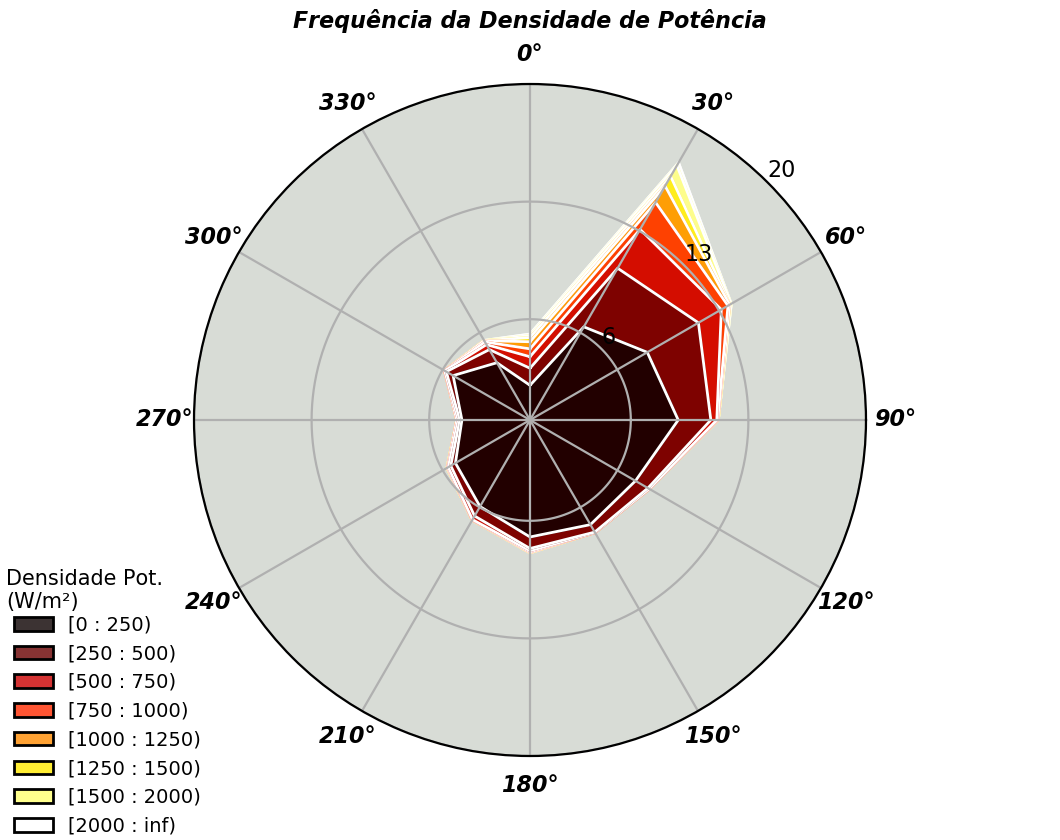 Frequência da Densidade de Potência
0°
330°
30°
20
300°
60°
13
6
270°
90°
240°
120°
210°
150°
180°
Densidade Pot.
(W/m²)
[0 : 250)
[250 : 500)
[500 : 750)
[750 : 1000)
[1000 : 1250)
[1250 : 1500)
[1500 : 2000)
[2000 : inf)